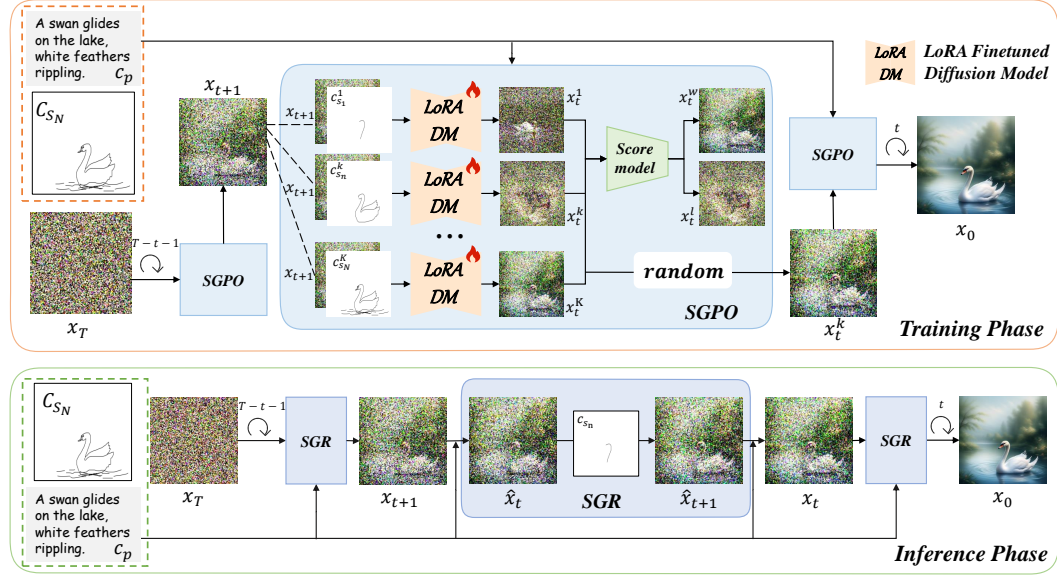 A swan glides
on the lake,
white feathers
rippling. C_p
C_{S_N}
x_T
T-t-1
SGPO
x_{t+1}
x_{t+1}
x_{t+1}
x_{t+1}
c_{s_1}^1
c_{s_n}^k
c_{s_N}^K
LoRA
DM
LoRA
DM
...
LoRA
DM
x_t^1
x_t^k
x_t^K
Score
model
x_t^w
x_t^l
random
SGPO
LoRA LoRA Finetuned
DM Diffusion Model
SGPO
t
x_0
x_t^k
Training Phase
C_{S_N}
A swan glides
on the lake,
white feathers
rippling. C_p
x_T
T-t-1
SGR
x_{t+1}
x̂_t
c_{s_n}
x̂_{t+1}
SGR
x_t
SGR
t
x_0
Inference Phase